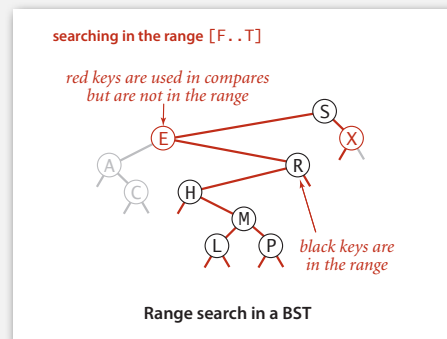 searching in the range [F..T]
red keys are used in compares
but are not in the range
S
E
X
A
R
C
H
M
L
P
black keys are
in the range
Range search in a BST